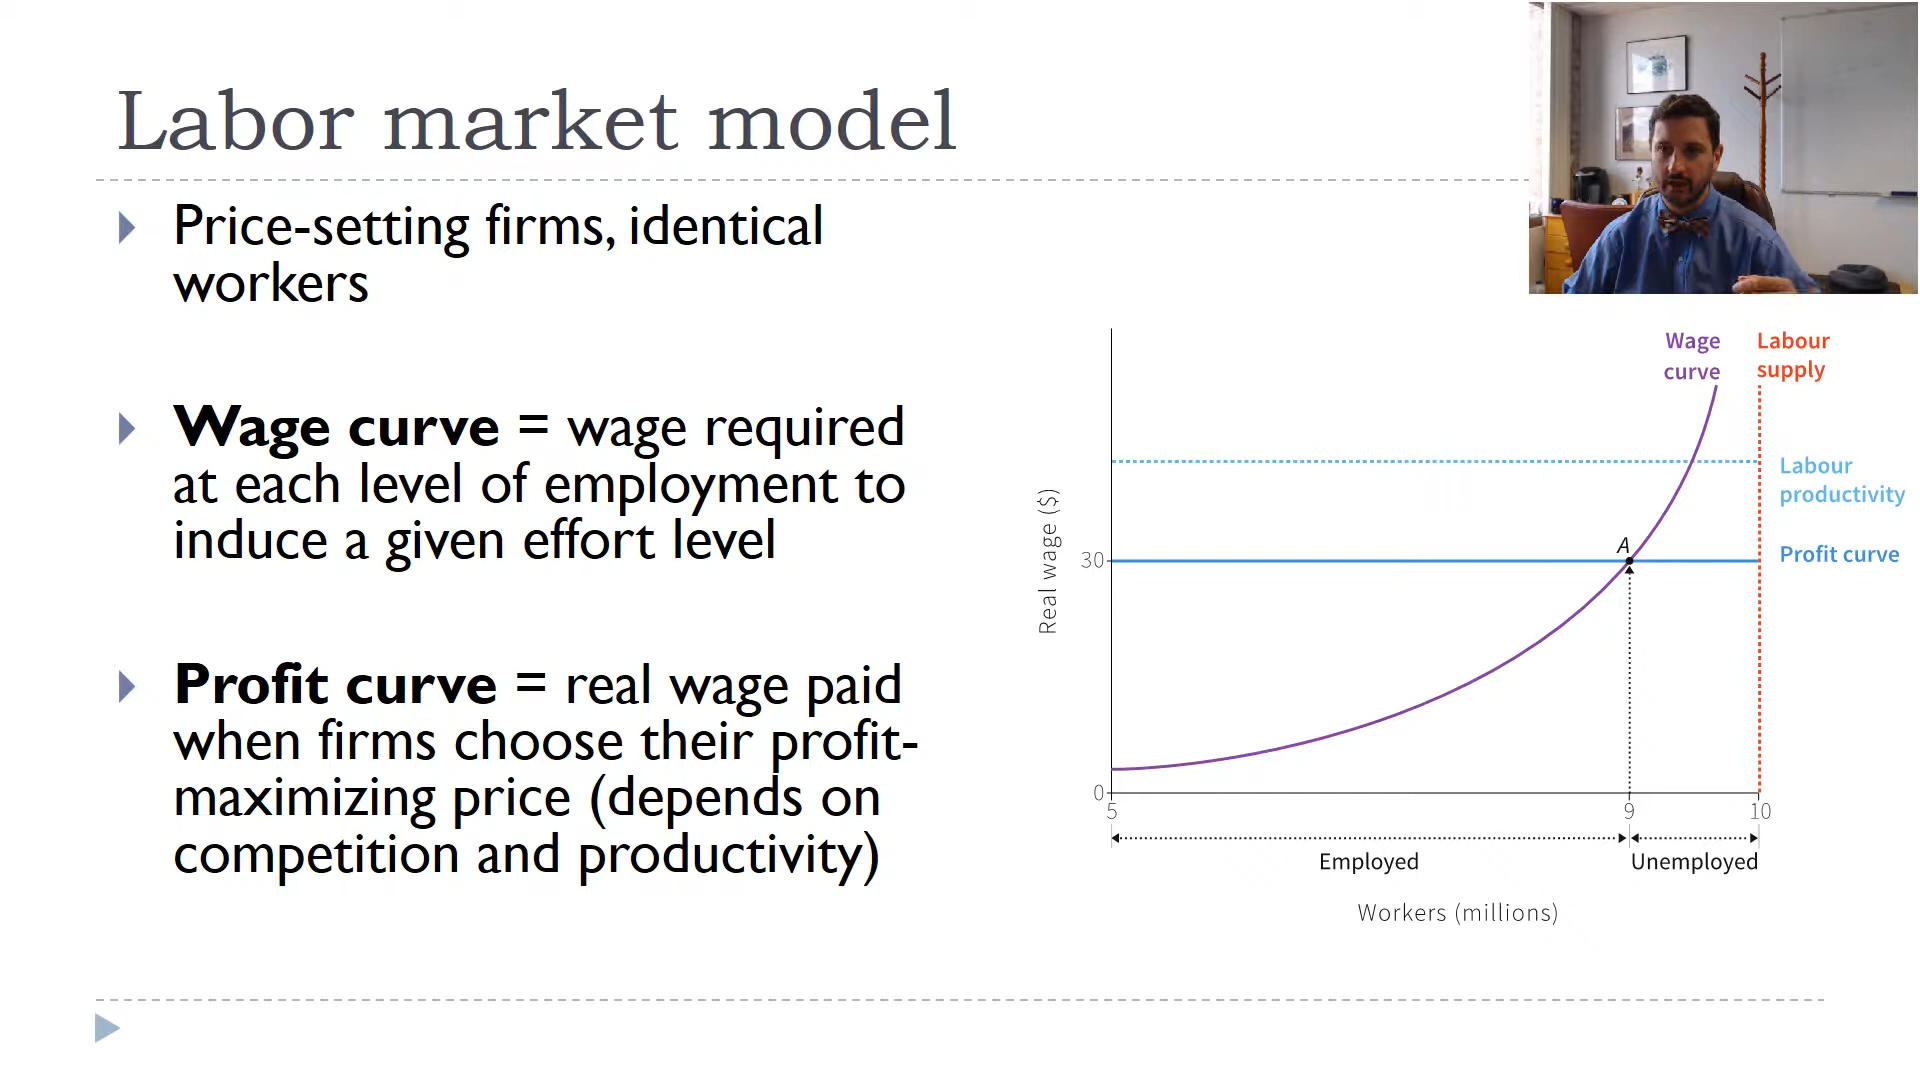 Labor market model
Price-setting firms, identical
workers
Wage curve = wage required
at each level of employment to
induce a given effort level
Profit curve = real wage paid
when firms choose their profit-
maximizing price (depends on
competition and productivity)
Wage
curve
Labour
supply
Labour
productivity
Profit curve
A
Real wage ($)
30
0
5
9
10
Employed
Unemployed
Workers (millions)